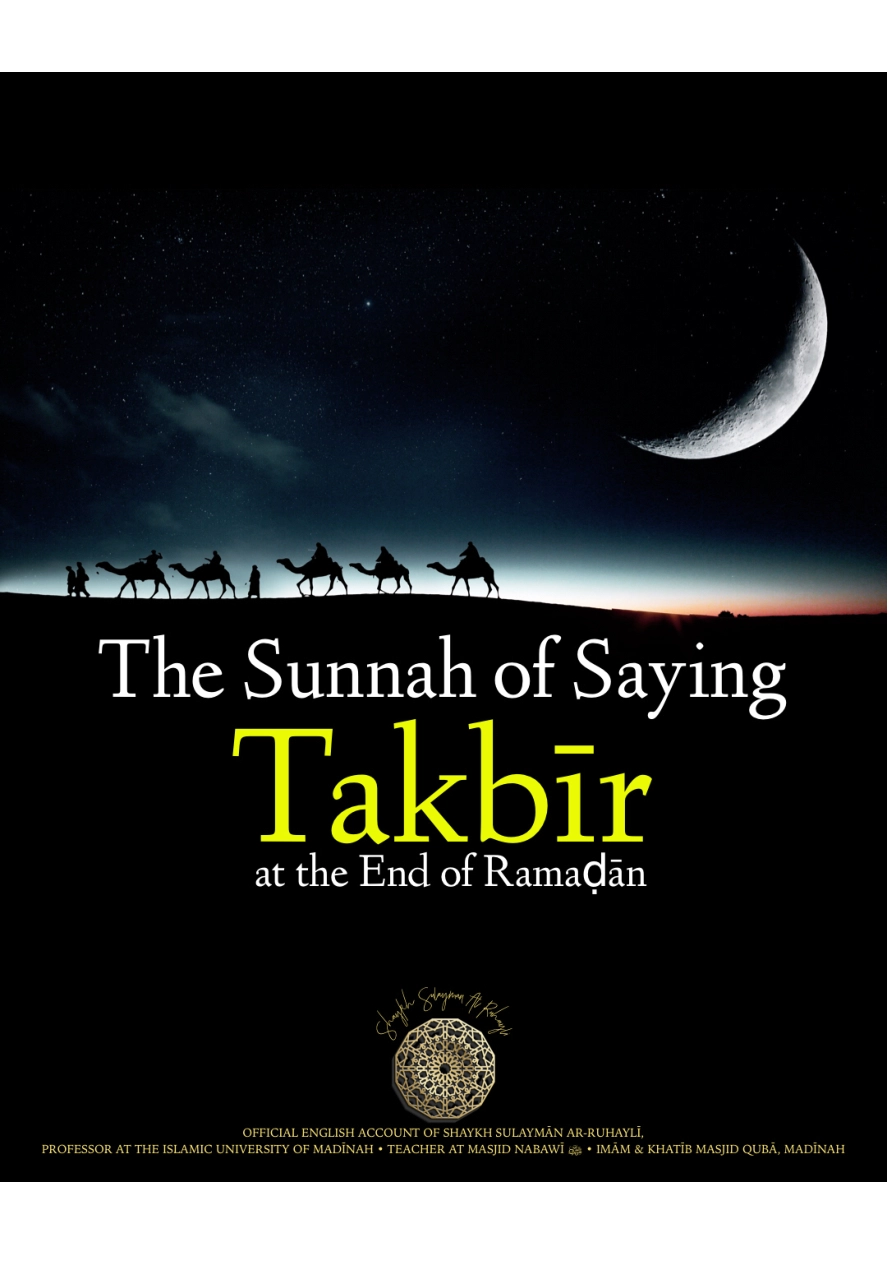 The Sunnah of Saying
Takbīr
at the End of Ramaḍān
Shaykh Sulayman Ar Ruhayli
OFFICIAL ENGLISH ACCOUNT OF SHAYKH SULAYMĀN AR-RUHAYLĪ,
PROFESSOR AT THE ISLAMIC UNIVERSITY OF MADĪNAH • TEACHER AT MASJID NABAWĪ ﷺ • IMĀM & KHATĪB MASJID QUBĀ, MADĪNAH